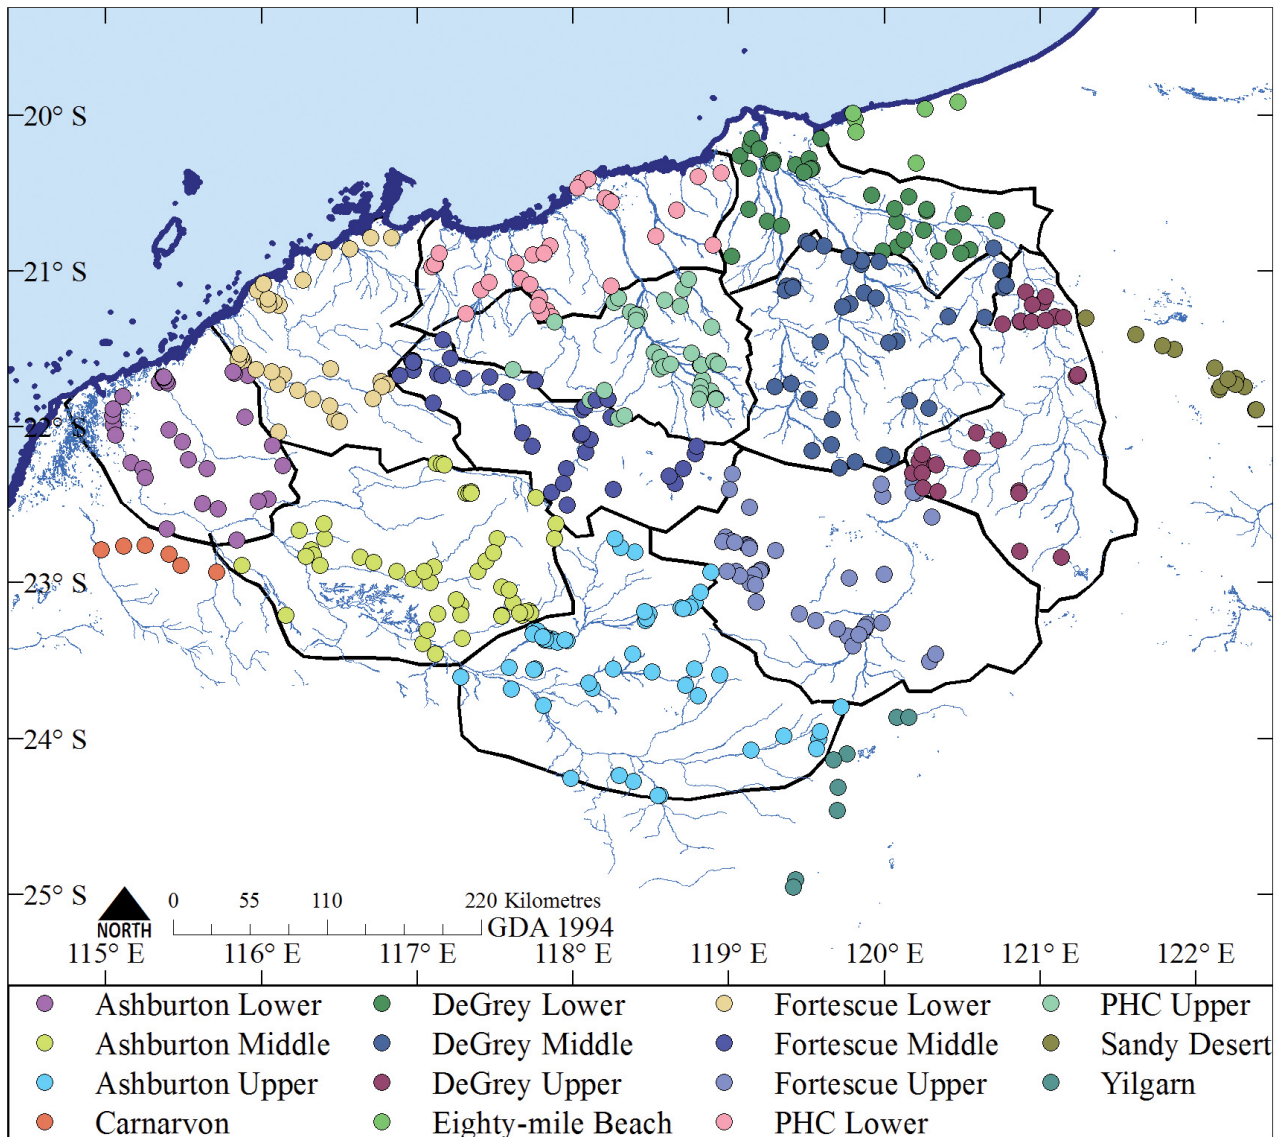 20° S
21° S
22° S
23° S
24° S
25° S
0 55 110 220 Kilometres
NORTH
GDA 1994
115° E 116° E 117° E 118° E 119° E 120° E 121° E 122° E
Ashburton Lower DeGrey Lower Fortescue Lower PHC Upper
Ashburton Middle DeGrey Middle Fortescue Middle Sandy Desert
Ashburton Upper DeGrey Upper Fortescue Upper Yilgarn
Carnarvon Eighty-mile Beach PHC Lower